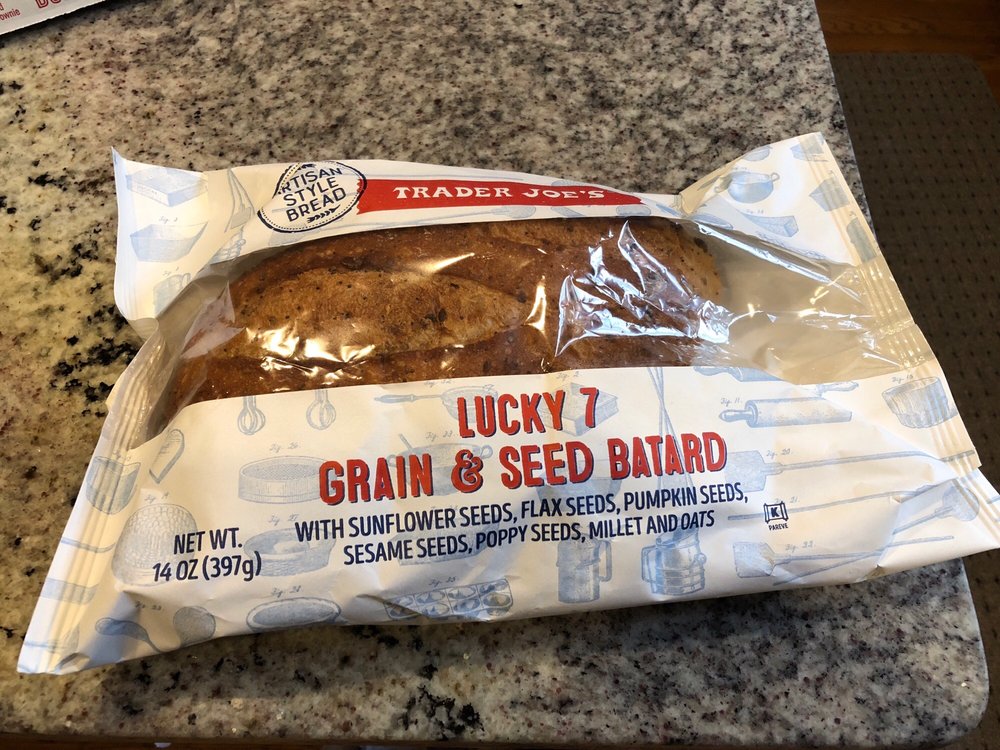 ownie
ARTISAN
STYLE
BREAD
TRADER JOE'S
LUCKY 7
GRAIN & SEED BATARD
WITH SUNFLOWER SEEDS, FLAX SEEDS, PUMPKIN SEEDS,
SESAME SEEDS, POPPY SEEDS, MILLET AND OATS
NET WT.
14 OZ (397g)
K
PAREVE